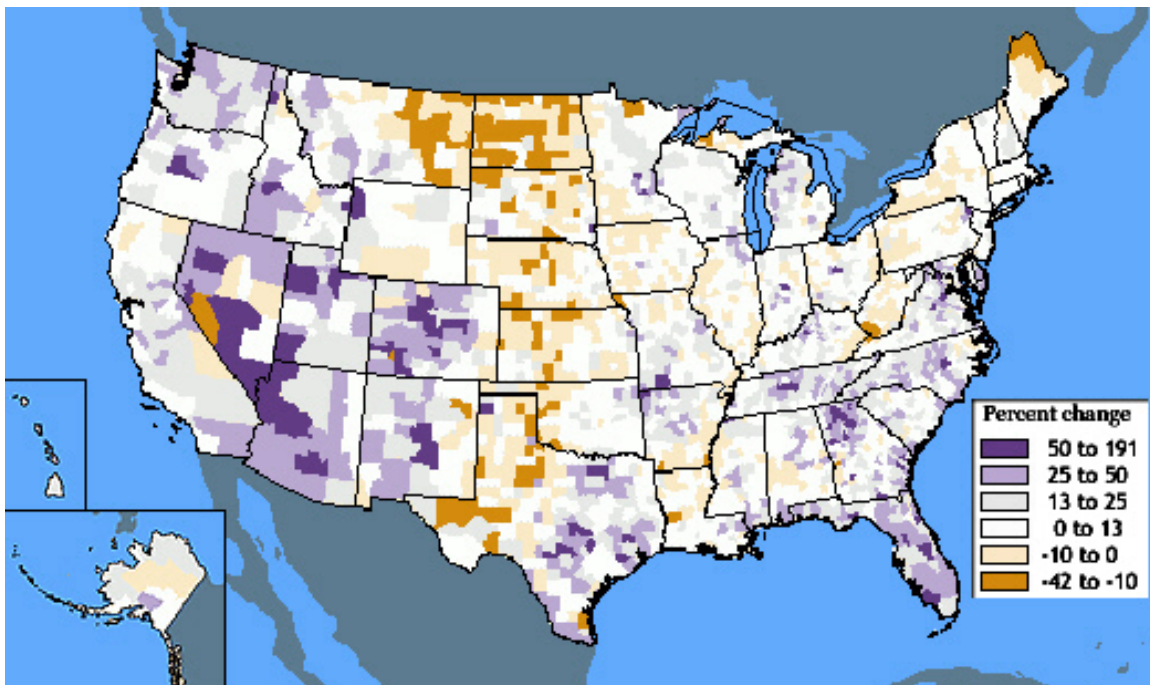 Percent change
50 to 191
25 to 50
13 to 25
0 to 13
-10 to 0
-42 to -10